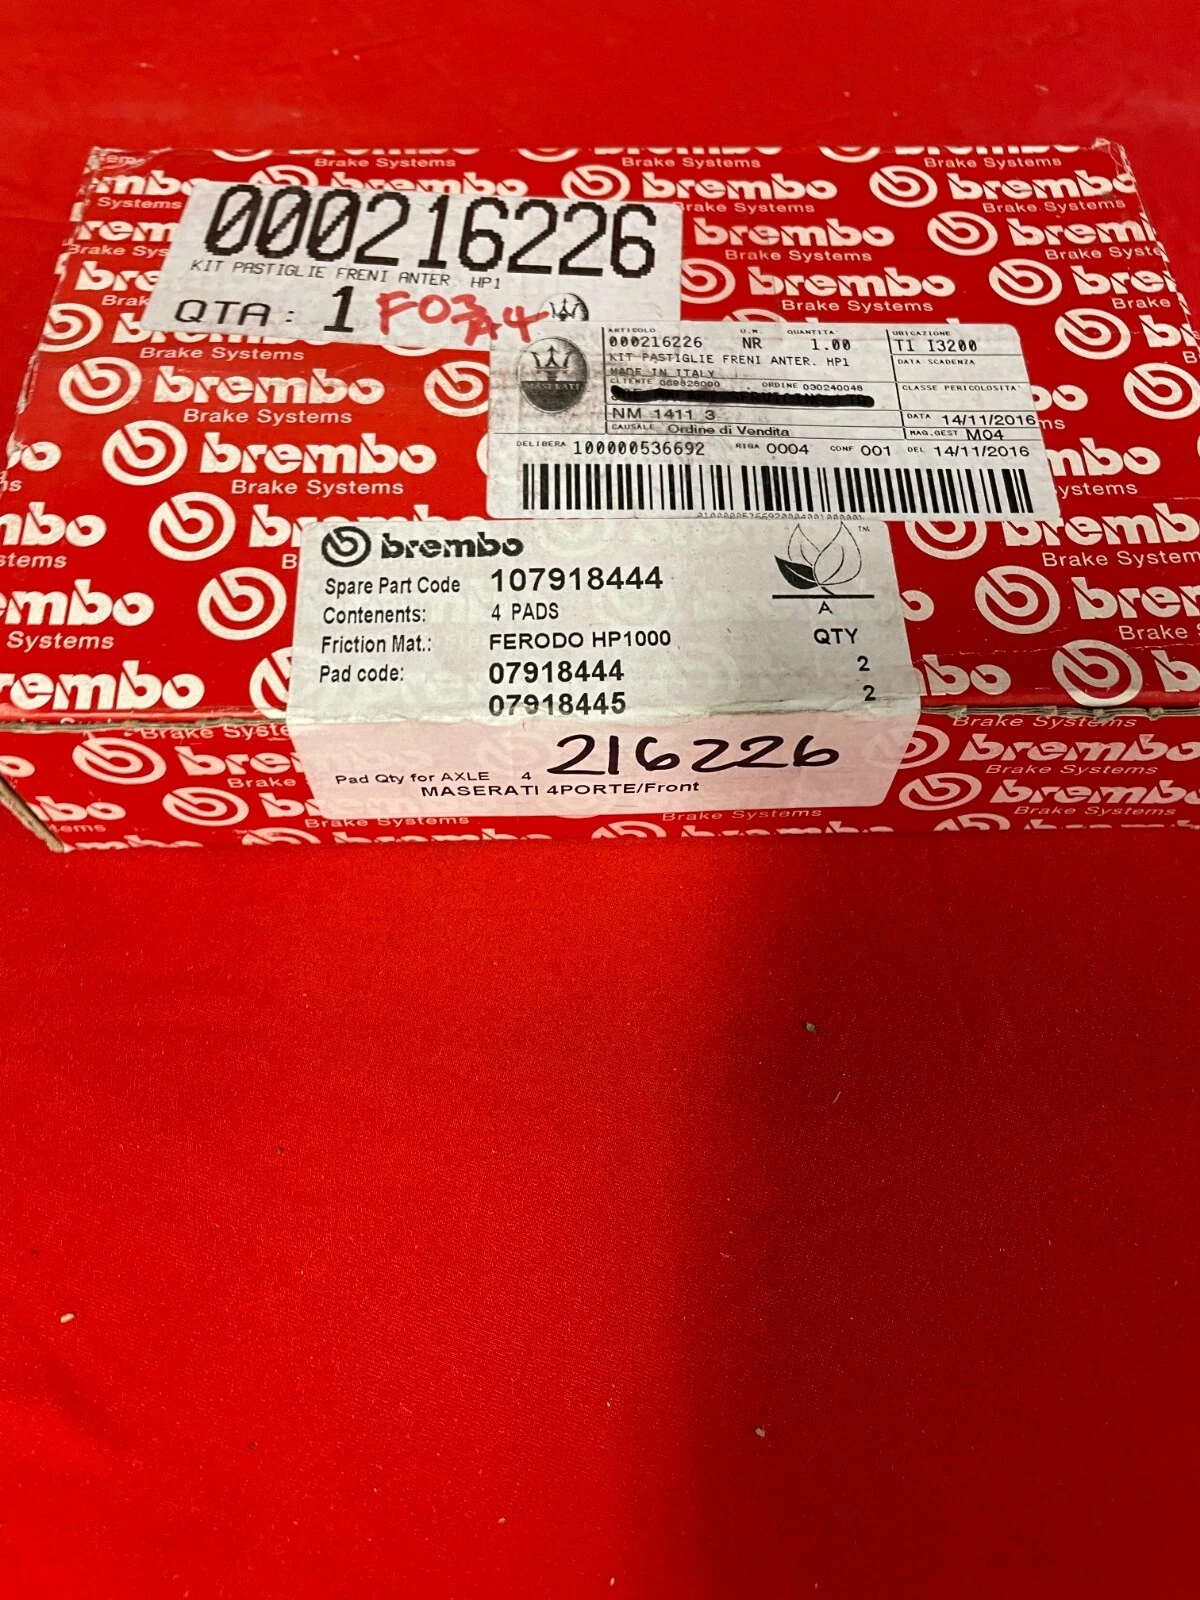 000216226
KIT PASTIGLIE FRENI ANTER. HP1
QTA: 1
ARTICOLO
000216226
U.M.
NR
QUANTITA'
1.00
UBICAZIONE
T1 I3200
KIT PASTIGLIE FRENI ANTER. HP1
MADE IN ITALY
DATA SCADENZA
MASERATI
CLIENTE 069826000 ORDINE 030240048
CLASSE PERICOLOSITA'
NM 1411 3
DATA 14/11/2016
CAUSALE Ordine di Vendita
MAG.GEST M04
DELIBERA 100000536692 RIGA 0004 CONF 001 DEL 14/11/2016
brembo
TM
A
Spare Part Code 107918444
Contenents: 4 PADS
Friction Mat.: FERODO HP1000
QTY
Pad code: 07918444 2
07918445 2
216226
Pad Qty for AXLE 4
MASERATI 4PORTE/Front
brembo
Brake Systems